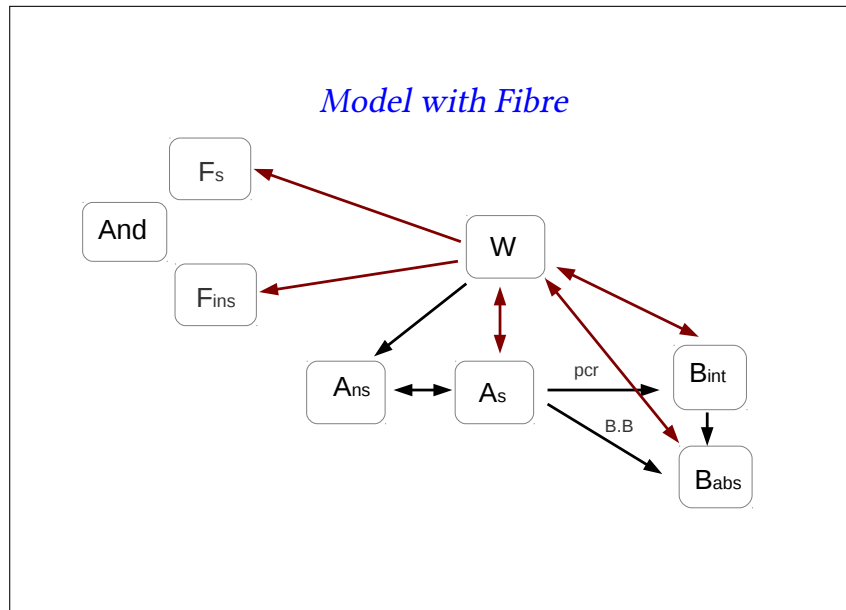 Model with Fibre
Fs
And
W
Fins
Ans
As
pcr
Bint
B.B
Babs